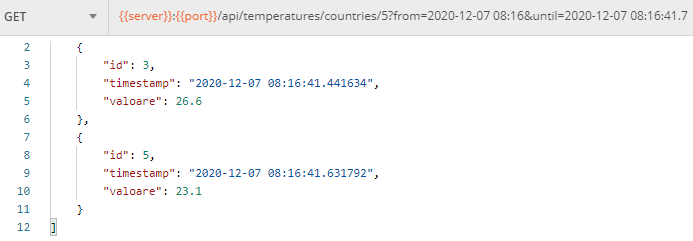 GET {{server}}:{{port}}/api/temperatures/countries/5?from=2020-12-07 08:16&until=2020-12-07 08:16:41.7
2 {
3 "id": 3,
4 "timestamp": "2020-12-07 08:16:41.441634",
5 "valoare": 26.6
6 },
7 {
8 "id": 5,
9 "timestamp": "2020-12-07 08:16:41.631792",
10 "valoare": 23.1
11 }
12 ]